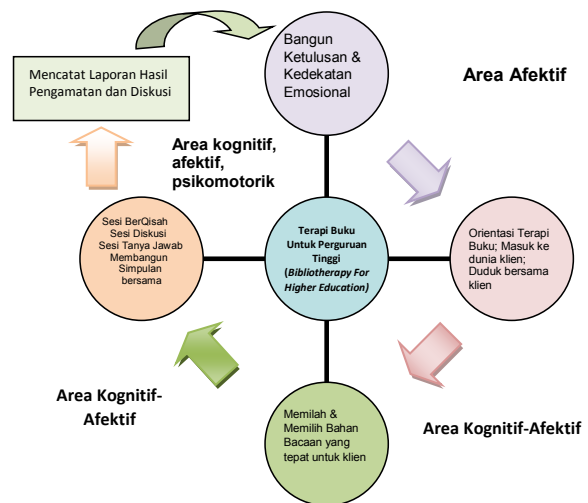 Bangun
Ketulusan &
Kedekatan
Emosional
Area Afektif
Mencatat Laporan Hasil
Pengamatan dan Diskusi
Area kognitif,
afektif,
psikomotorik
Sesi BerQisah
Sesi Diskusi
Sesi Tanya Jawab
Membangun
Simpulan
bersama
Terapi Buku
Untuk Perguruan
Tinggi
(Bibliotherapy For
Higher Education)
Orientasi Terapi
Buku; Masuk ke
dunia klien;
Duduk bersama
klien
Area Kognitif-
Afektif
Memilah &
Memilih Bahan
Bacaan yang
tepat untuk klien
Area Kognitif-Afektif